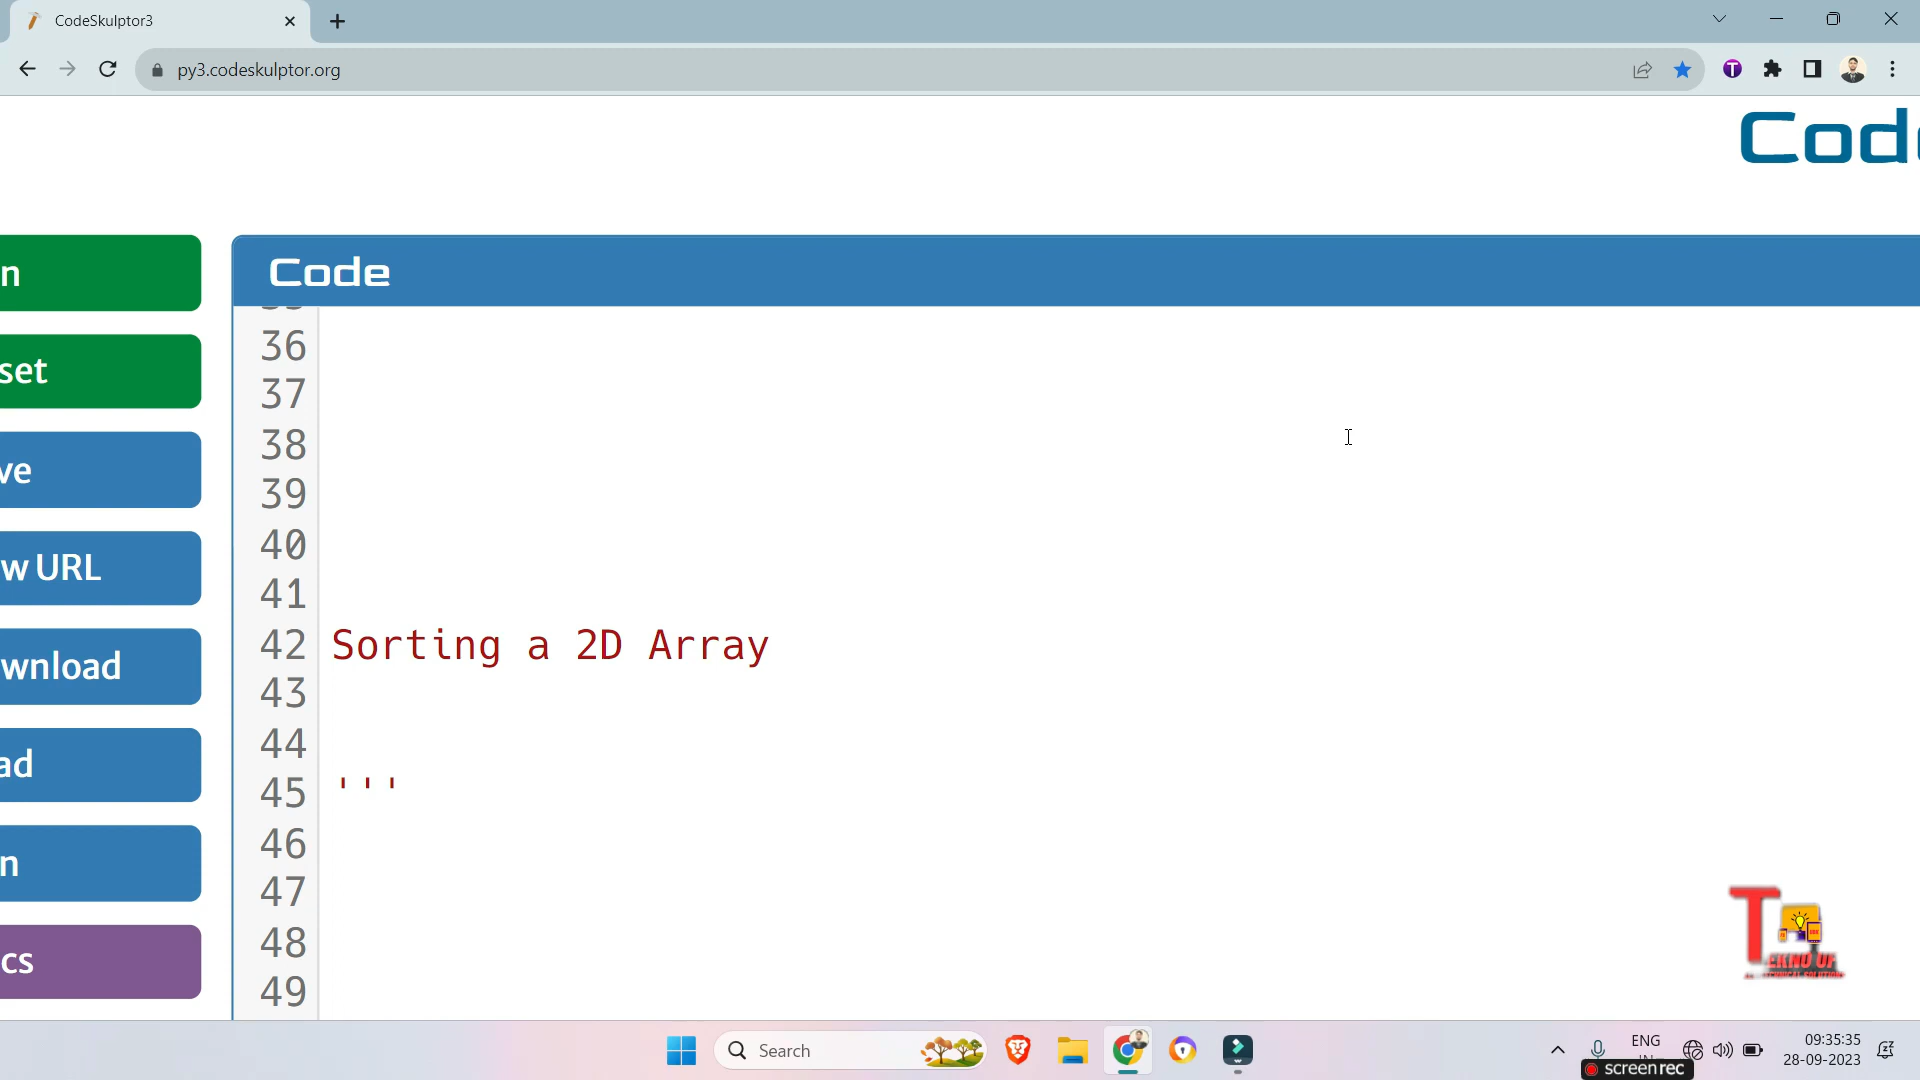 CodeSkulptor3
py3.codeskulptor.org
Cod
n
Code
36
set
37
38
ve
39
40
w URL
41
42 Sorting a 2D Array
wnload
43
44
ad
45 '''
46
n
47
48
cs
49
Search
ENG
IN
09:35:35
28-09-2023
screenrec